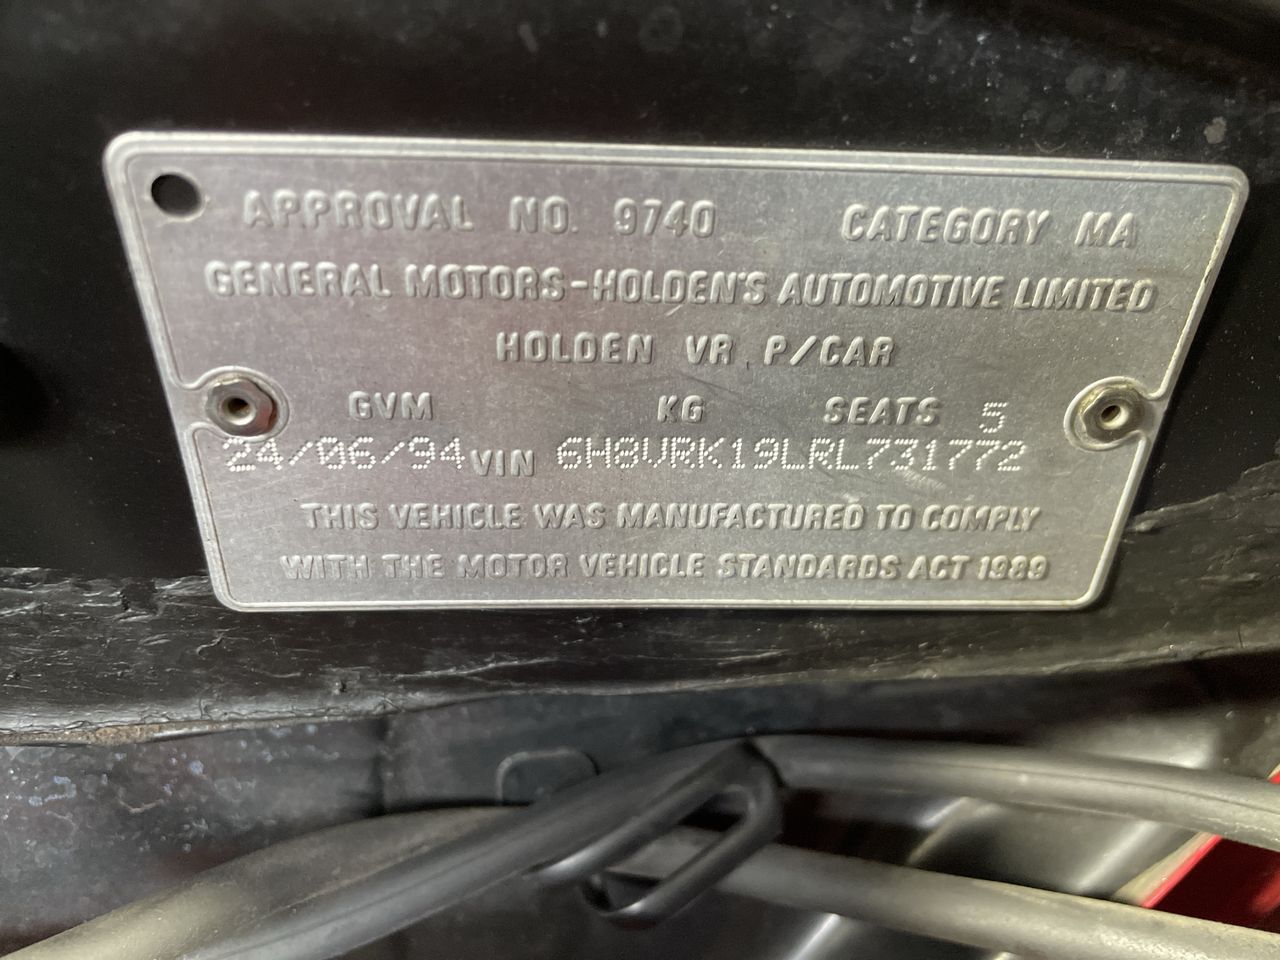 APPROVAL NO. 9740 CATEGORY MA
GENERAL MOTORS-HOLDEN'S AUTOMOTIVE LIMITED
HOLDEN VR P/CAR
GVM KG SEATS 5
24/06/94 VIN 6H8VRK19LRL731772
THIS VEHICLE WAS MANUFACTURED TO COMPLY
WITH THE MOTOR VEHICLE STANDARDS ACT 1989